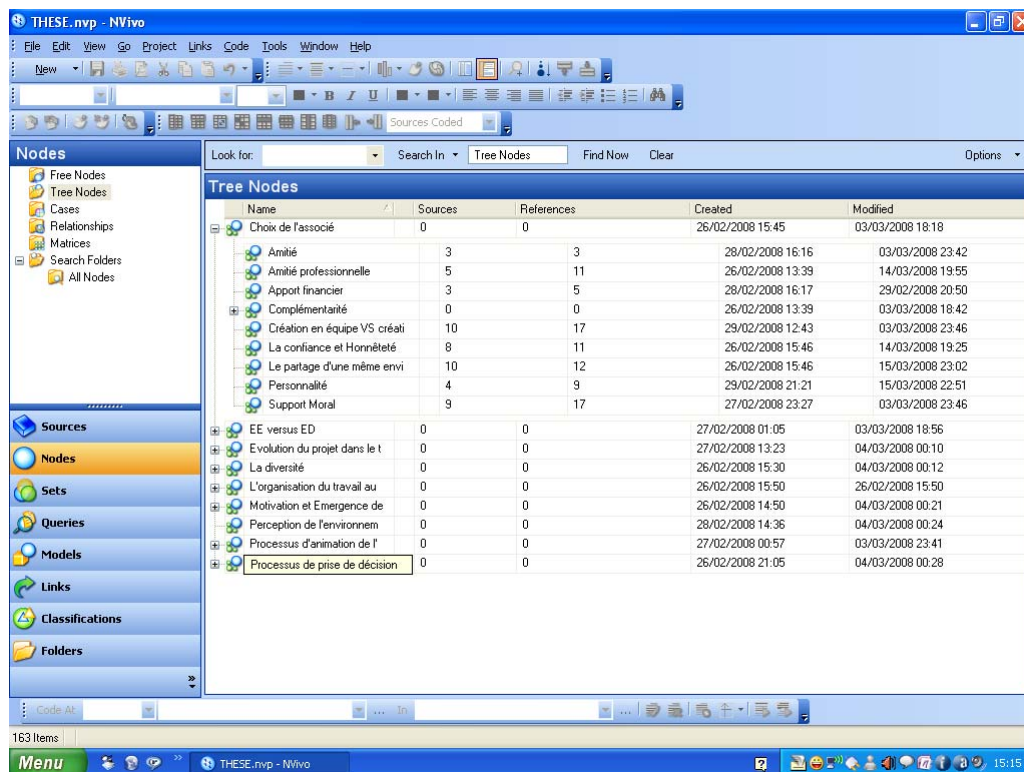 THESE.nvp - NVivo
File Edit View Go Project Links Code Tools Window Help
New
B I U
Sources Coded
Nodes
Look for: Search In Tree Nodes Find Now Clear Options
Free Nodes
Tree Nodes
Cases
Relationships
Matrices
Search Folders
All Nodes
Tree Nodes
Name Sources References Created Modified
Choix de l'associé 0 0 26/02/2008 15:45 03/03/2008 18:18
Amitié 3 3 28/02/2008 16:16 03/03/2008 23:42
Amitié professionnelle 5 11 26/02/2008 13:39 14/03/2008 19:55
Apport financier 3 5 28/02/2008 16:17 29/02/2008 20:50
Complémentarité 0 0 26/02/2008 13:39 03/03/2008 18:42
Création en équipe VS créati 10 17 29/02/2008 12:43 03/03/2008 23:46
La confiance et Honnêteté 8 11 26/02/2008 15:46 14/03/2008 19:25
Le partage d'une même envi 10 12 26/02/2008 15:46 15/03/2008 23:02
Personnalité 4 9 29/02/2008 21:21 15/03/2008 22:51
Support Moral 9 17 27/02/2008 23:27 03/03/2008 23:46
EE versus ED 0 0 27/02/2008 01:05 03/03/2008 18:56
Evolution du projet dans le t 0 0 27/02/2008 13:23 04/03/2008 00:10
La diversité 0 0 26/02/2008 15:30 04/03/2008 00:12
L'organisation du travail au 0 0 26/02/2008 15:50 26/02/2008 15:50
Motivation et Emergence de 0 0 26/02/2008 14:50 04/03/2008 00:21
Perception de l'environnem 0 0 28/02/2008 14:36 04/03/2008 00:24
Processus d'animation de l' 0 0 27/02/2008 00:57 03/03/2008 23:41
Processus de prise de décision 0 0 26/02/2008 21:05 04/03/2008 00:28
Sources
Nodes
Sets
Queries
Models
Links
Classifications
Folders
Code At ... In ...
163 Items
Menu THESE.nvp - NVivo 15:15